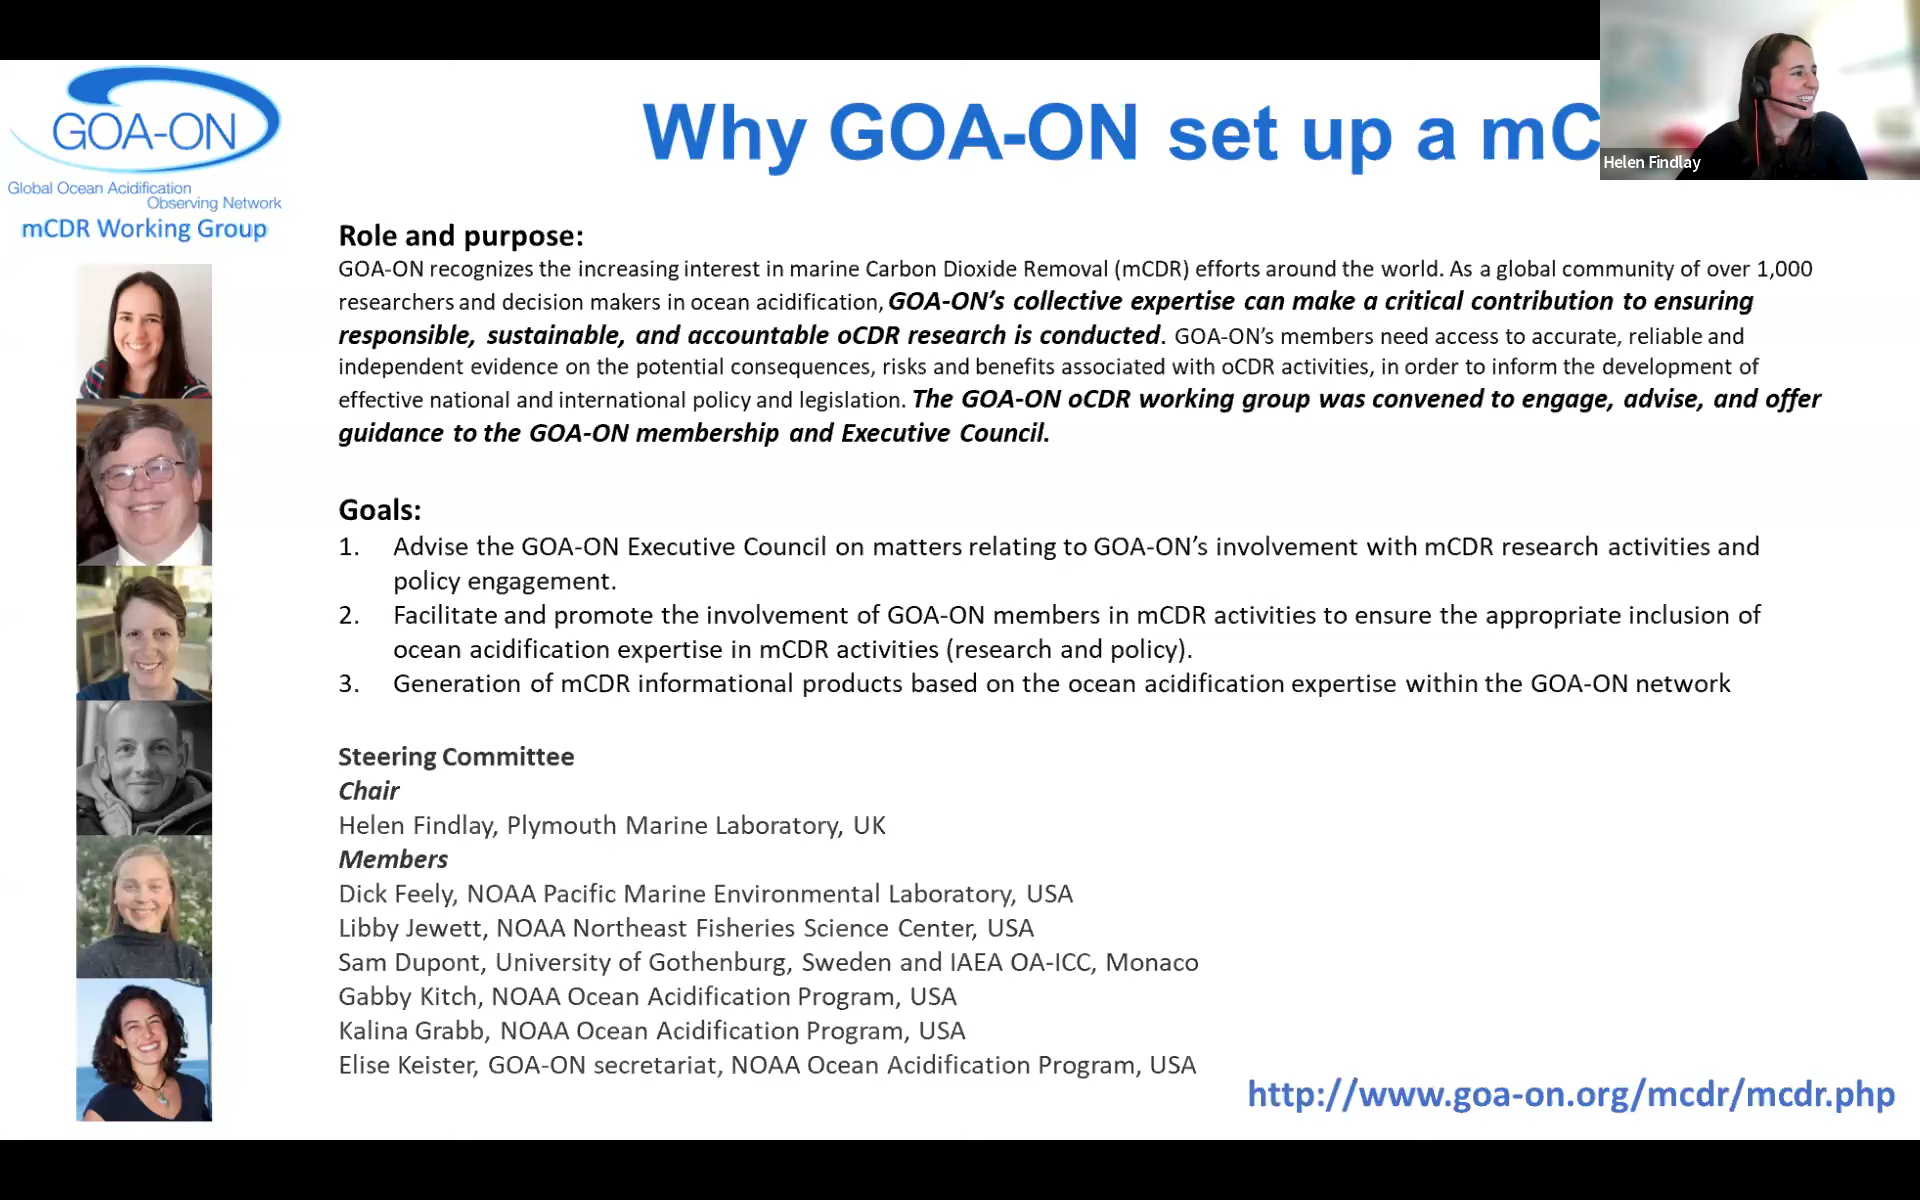 GOA-ON
Global Ocean Acidification
Observing Network
mCDR Working Group
Why GOA-ON set up a mC
Helen Findlay
Role and purpose:
GOA-ON recognizes the increasing interest in marine Carbon Dioxide Removal (mCDR) efforts around the world. As a global community of over 1,000
researchers and decision makers in ocean acidification, GOA-ON’s collective expertise can make a critical contribution to ensuring
responsible, sustainable, and accountable oCDR research is conducted. GOA-ON’s members need access to accurate, reliable and
independent evidence on the potential consequences, risks and benefits associated with oCDR activities, in order to inform the development of
effective national and international policy and legislation. The GOA-ON oCDR working group was convened to engage, advise, and offer
guidance to the GOA-ON membership and Executive Council.
Goals:
1. Advise the GOA-ON Executive Council on matters relating to GOA-ON’s involvement with mCDR research activities and
policy engagement.
2. Facilitate and promote the involvement of GOA-ON members in mCDR activities to ensure the appropriate inclusion of
ocean acidification expertise in mCDR activities (research and policy).
3. Generation of mCDR informational products based on the ocean acidification expertise within the GOA-ON network
Steering Committee
Chair
Helen Findlay, Plymouth Marine Laboratory, UK
Members
Dick Feely, NOAA Pacific Marine Environmental Laboratory, USA
Libby Jewett, NOAA Northeast Fisheries Science Center, USA
Sam Dupont, University of Gothenburg, Sweden and IAEA OA-ICC, Monaco
Gabby Kitch, NOAA Ocean Acidification Program, USA
Kalina Grabb, NOAA Ocean Acidification Program, USA
Elise Keister, GOA-ON secretariat, NOAA Ocean Acidification Program, USA
http://www.goa-on.org/mcdr/mcdr.php